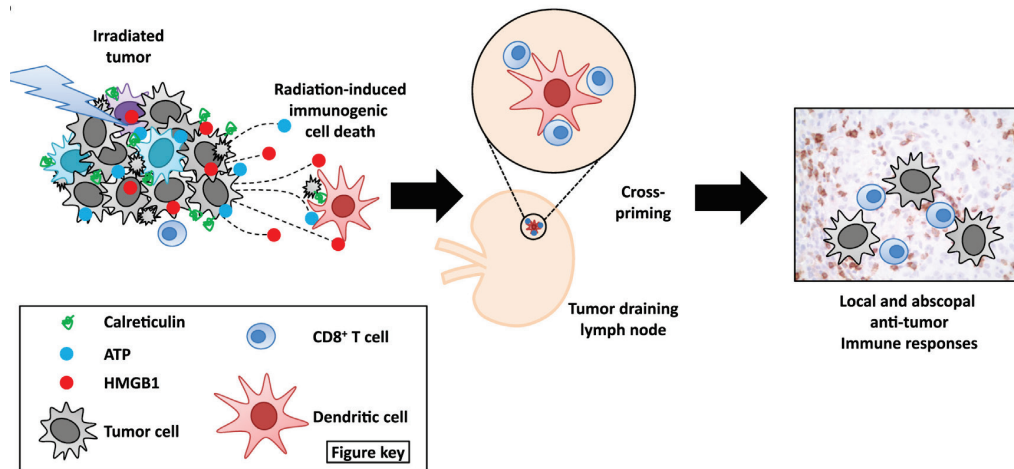 Irradiated
tumor
Radiation-induced
immunogenic
cell death
Cross-
priming
Tumor draining
lymph node
Local and abscopal
anti-tumor
Immune responses
Calreticulin
ATP
HMGB1
Tumor cell
CD8⁺ T cell
Dendritic cell
Figure key